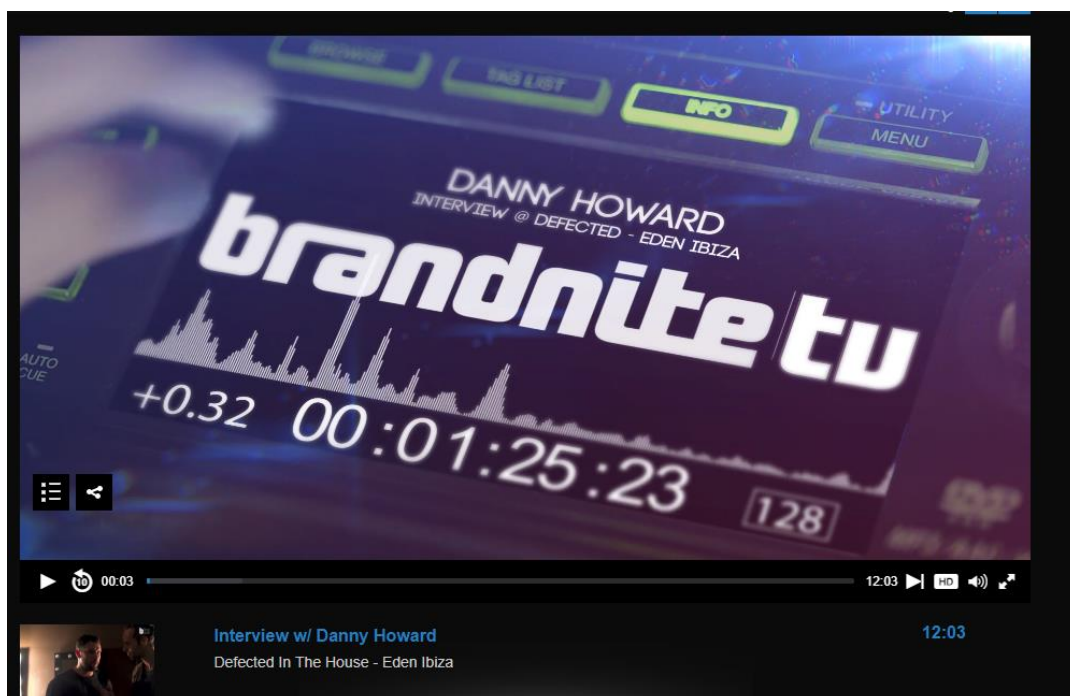 BROWSE
TAG LIST
INFO
UTILITY
MENU
DANNY HOWARD
INTERVIEW @ DEFECTED - EDEN IBIZA
brandnite tv
AUTO
CUE
+0.32 00:01:25:23 128
10 00:03 12:03 HD
Interview w/ Danny Howard 12:03
Defected In The House - Eden Ibiza